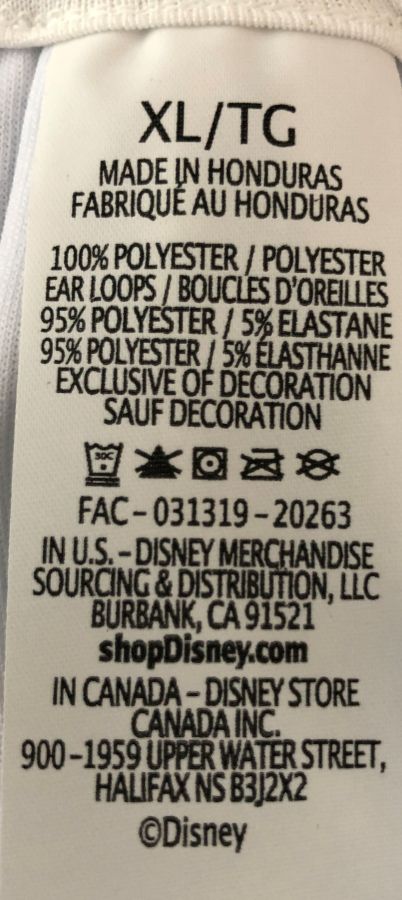 XL/TG
MADE IN HONDURAS
FABRIQUÉ AU HONDURAS
100% POLYESTER / POLYESTER
EAR LOOPS / BOUCLES D'OREILLES
95% POLYESTER / 5% ELASTANE
95% POLYESTER / 5% ÉLASTHANNE
EXCLUSIVE OF DECORATION
SAUF DÉCORATION
30C
FAC-031319-20263
IN U.S. - DISNEY MERCHANDISE
SOURCING & DISTRIBUTION, LLC
BURBANK, CA 91521
shopDisney.com
IN CANADA - DISNEY STORE
CANADA INC.
900-1959 UPPER WATER STREET,
HALIFAX NS B3J2X2
©Disney